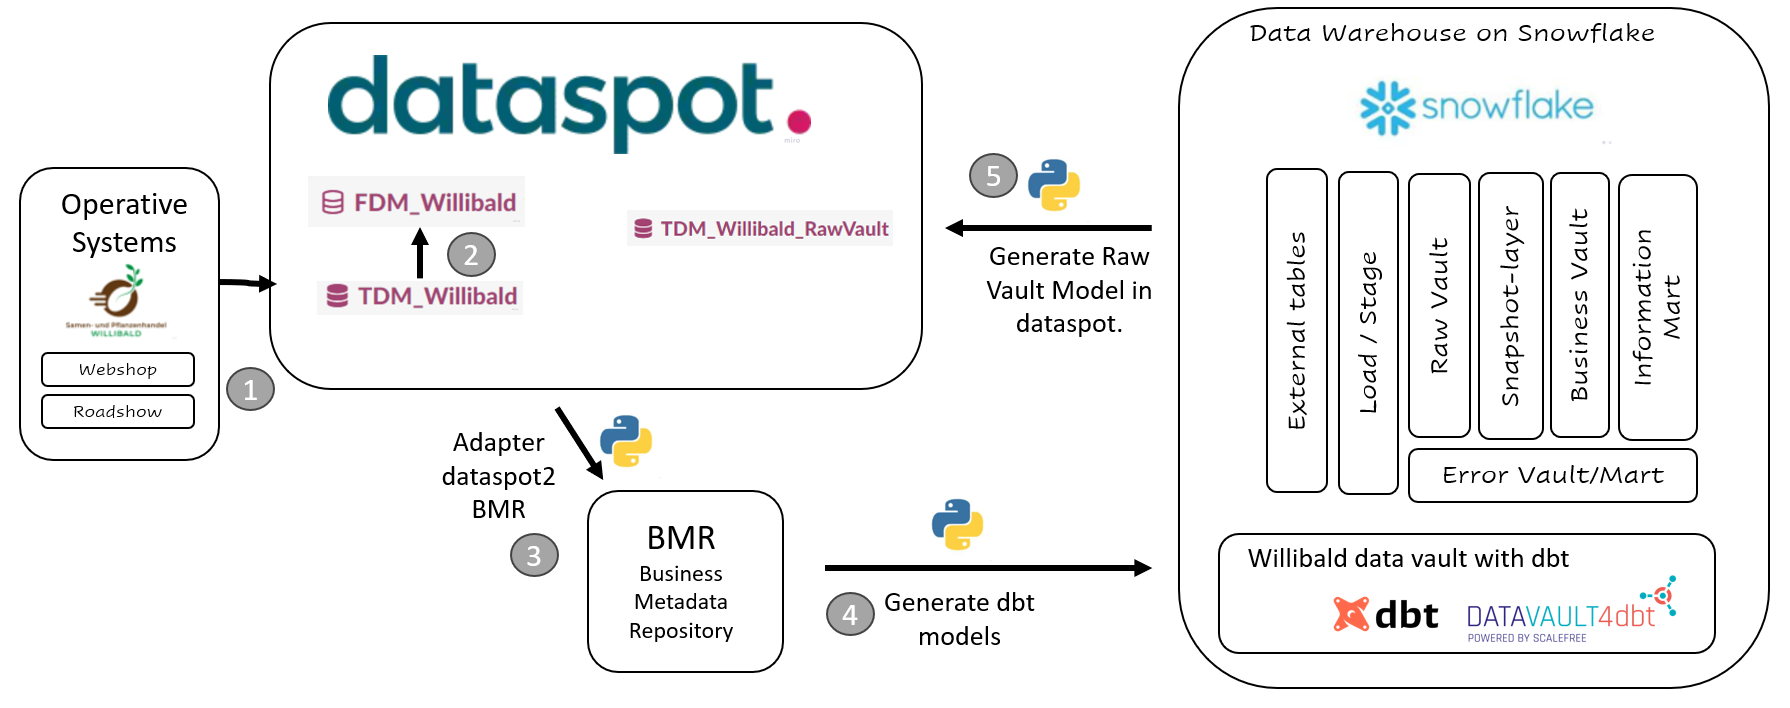 Operative
Systems
Samen- und Pflanzenhandel
WILLIBALD
Webshop
Roadshow
1
dataspot.
miro
FDM_Willibald
2
TDM_Willibald
TDM_Willibald_RawVault
Adapter
dataspot2
BMR
3
BMR
Business
Metadata
Repository
4
Generate dbt
models
5
Generate Raw
Vault Model in
dataspot.
Data Warehouse on Snowflake
snowflake
External tables
Load / Stage
Raw Vault
Snapshot-layer
Business Vault
Information
Mart
Error Vault/Mart
Willibald data vault with dbt
dbt
DATAVAULT4dbt
POWERED BY SCALEFREE